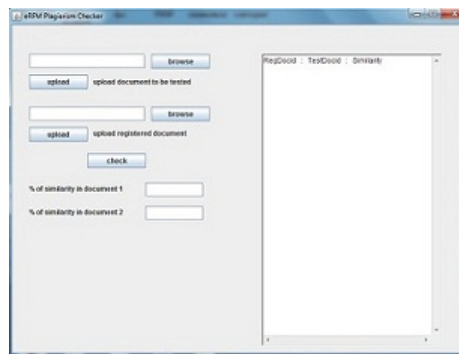 eRPM Plagiarism Checker
browse
upload upload document to be tested
browse
upload upload registered document
check
% of similarity in document 1
% of similarity in document 2
RegDocId : TestDocId : Similarity